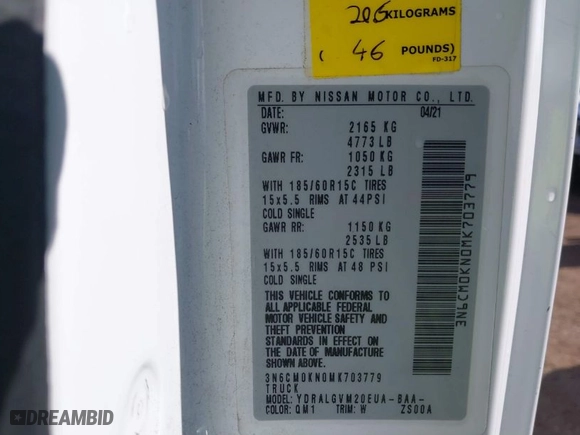 20.5 KILOGRAMS
( 46 POUNDS)
FD-317
MFD. BY NISSAN MOTOR CO., LTD.
DATE: 04/21
GVWR: 2165 KG
4773 LB
GAWR FR: 1050 KG
2315 LB
WITH 185/60R15C TIRES
15x5.5 RIMS AT 44PSI
COLD SINGLE
GAWR RR: 1150 KG
2535 LB
WITH 185/60R15C TIRES
15x5.5 RIMS AT 48 PSI
COLD SINGLE
THIS VEHICLE CONFORMS TO
ALL APPLICABLE FEDERAL
MOTOR VEHICLE SAFETY AND
THEFT PREVENTION
STANDARDS IN EFFECT ON
THE DATE OF MANUFACTURE
SHOWN ABOVE.
3N6CM0KN0MK703779
TRUCK
MODEL: YDRALGVM20EUA-BAA-
COLOR: QM1 TRIM: W ZS00A
3N6CM0KN0MK703779
DREAMBID